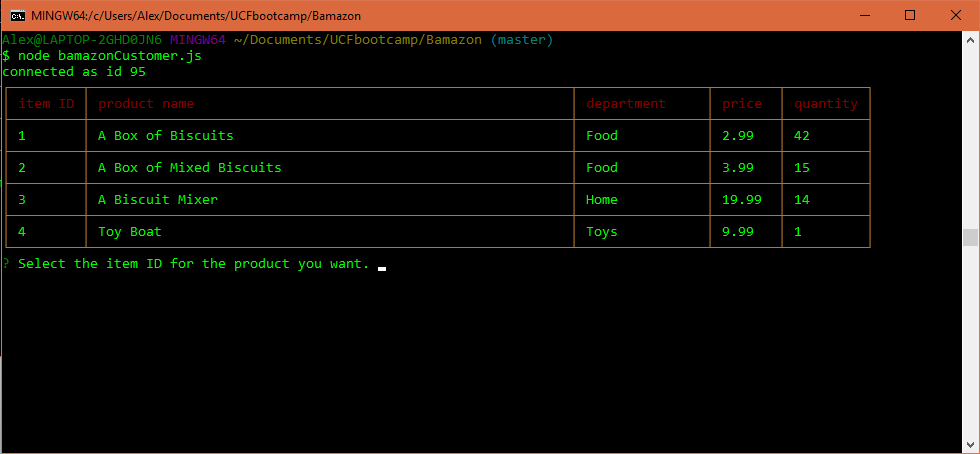 MINGW64:/c/Users/Alex/Documents/UCFbootcamp/Bamazon
Alex@LAPTOP-2GHD0JN6 MINGW64 ~/Documents/UCFbootcamp/Bamazon (master)
$ node bamazonCustomer.js
connected as id 95
item ID product name department price quantity
1 A Box of Biscuits Food 2.99 42
2 A Box of Mixed Biscuits Food 3.99 15
3 A Biscuit Mixer Home 19.99 14
4 Toy Boat Toys 9.99 1
? Select the item ID for the product you want.